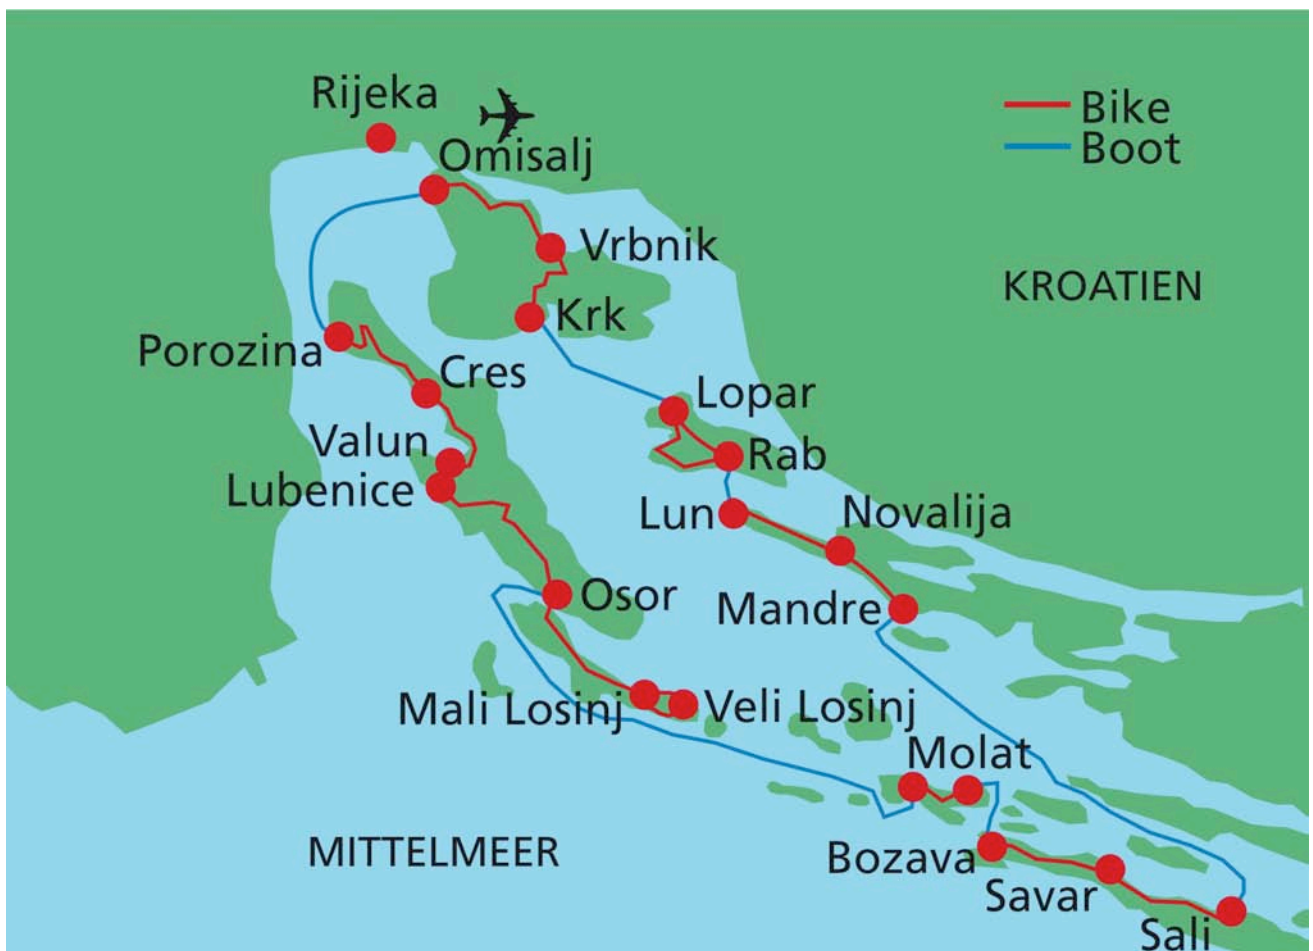 Rijeka
Bike
Omisalj
Boot
Vrbnik
KROATIEN
Krk
Porozina
Cres
Lopar
Valun
Rab
Lubenice
Lun
Novalija
Osor
Mandre
Mali Losinj
Veli Losinj
Molat
MITTELMEER
Bozava
Savar
Sali